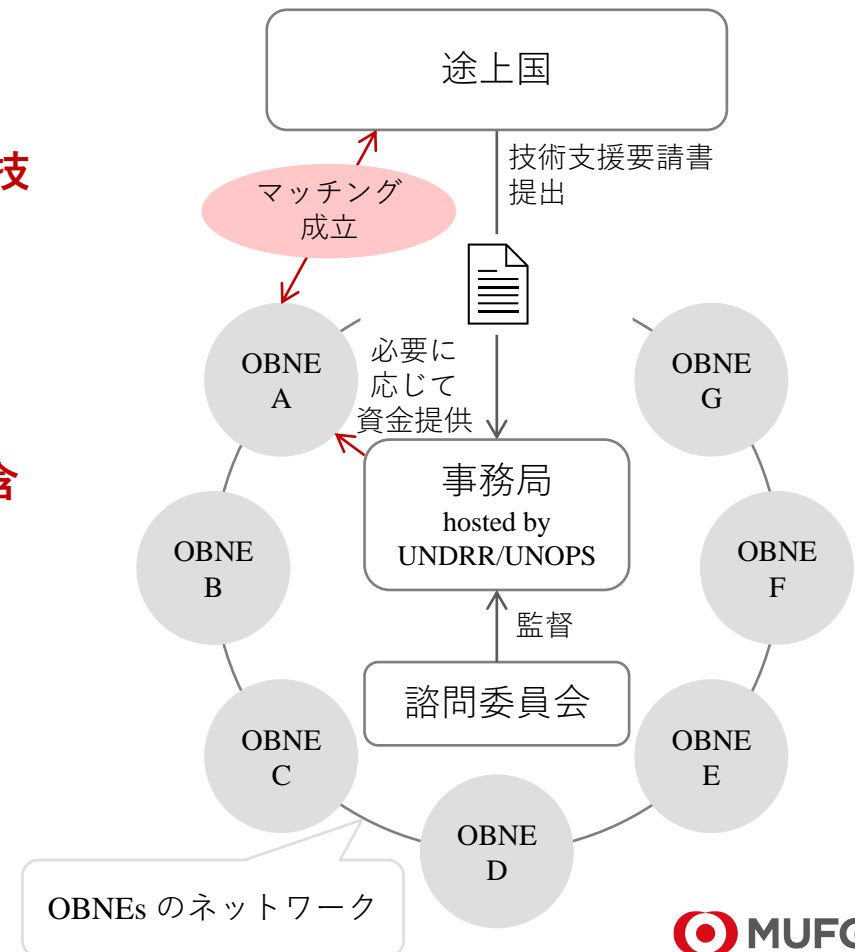 途上国
技術支援要請書
提出
技
マッチング
成立
OBNE
A
必要に
応じて
資金提供
OBNE
G
含
事務局
hosted by
UNDRR/UNOPS
OBNE
B
OBNE
F
監督
諮問委員会
OBNE
C
OBNE
E
OBNE
D
OBNEs のネットワーク
MUFG